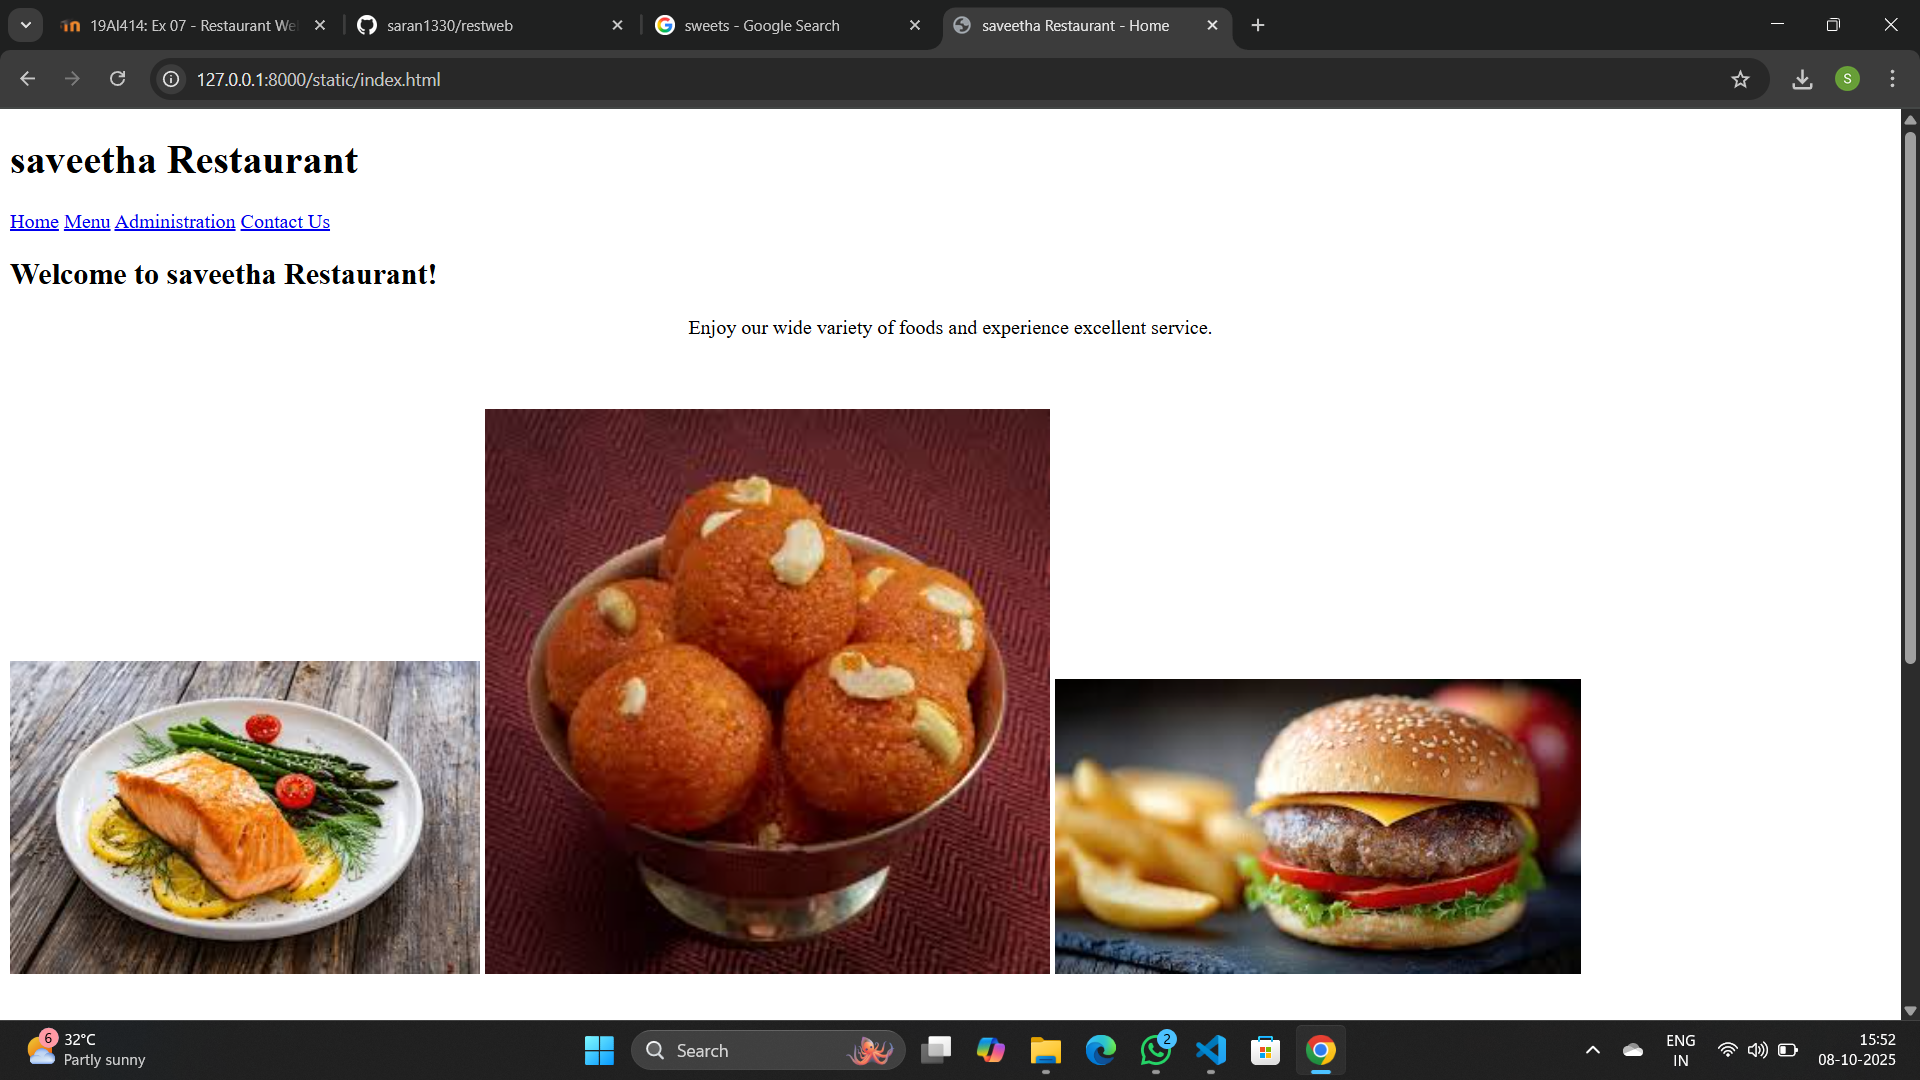 19AI414: Ex 07 - Restaurant We
saran1330/restweb
sweets - Google Search
saveetha Restaurant - Home
127.0.0.1:8000/static/index.html
S
saveetha Restaurant
Home Menu Administration Contact Us
Welcome to saveetha Restaurant!
Enjoy our wide variety of foods and experience excellent service.
6
32°C
Partly sunny
Search
2
ENG
IN
15:52
08-10-2025